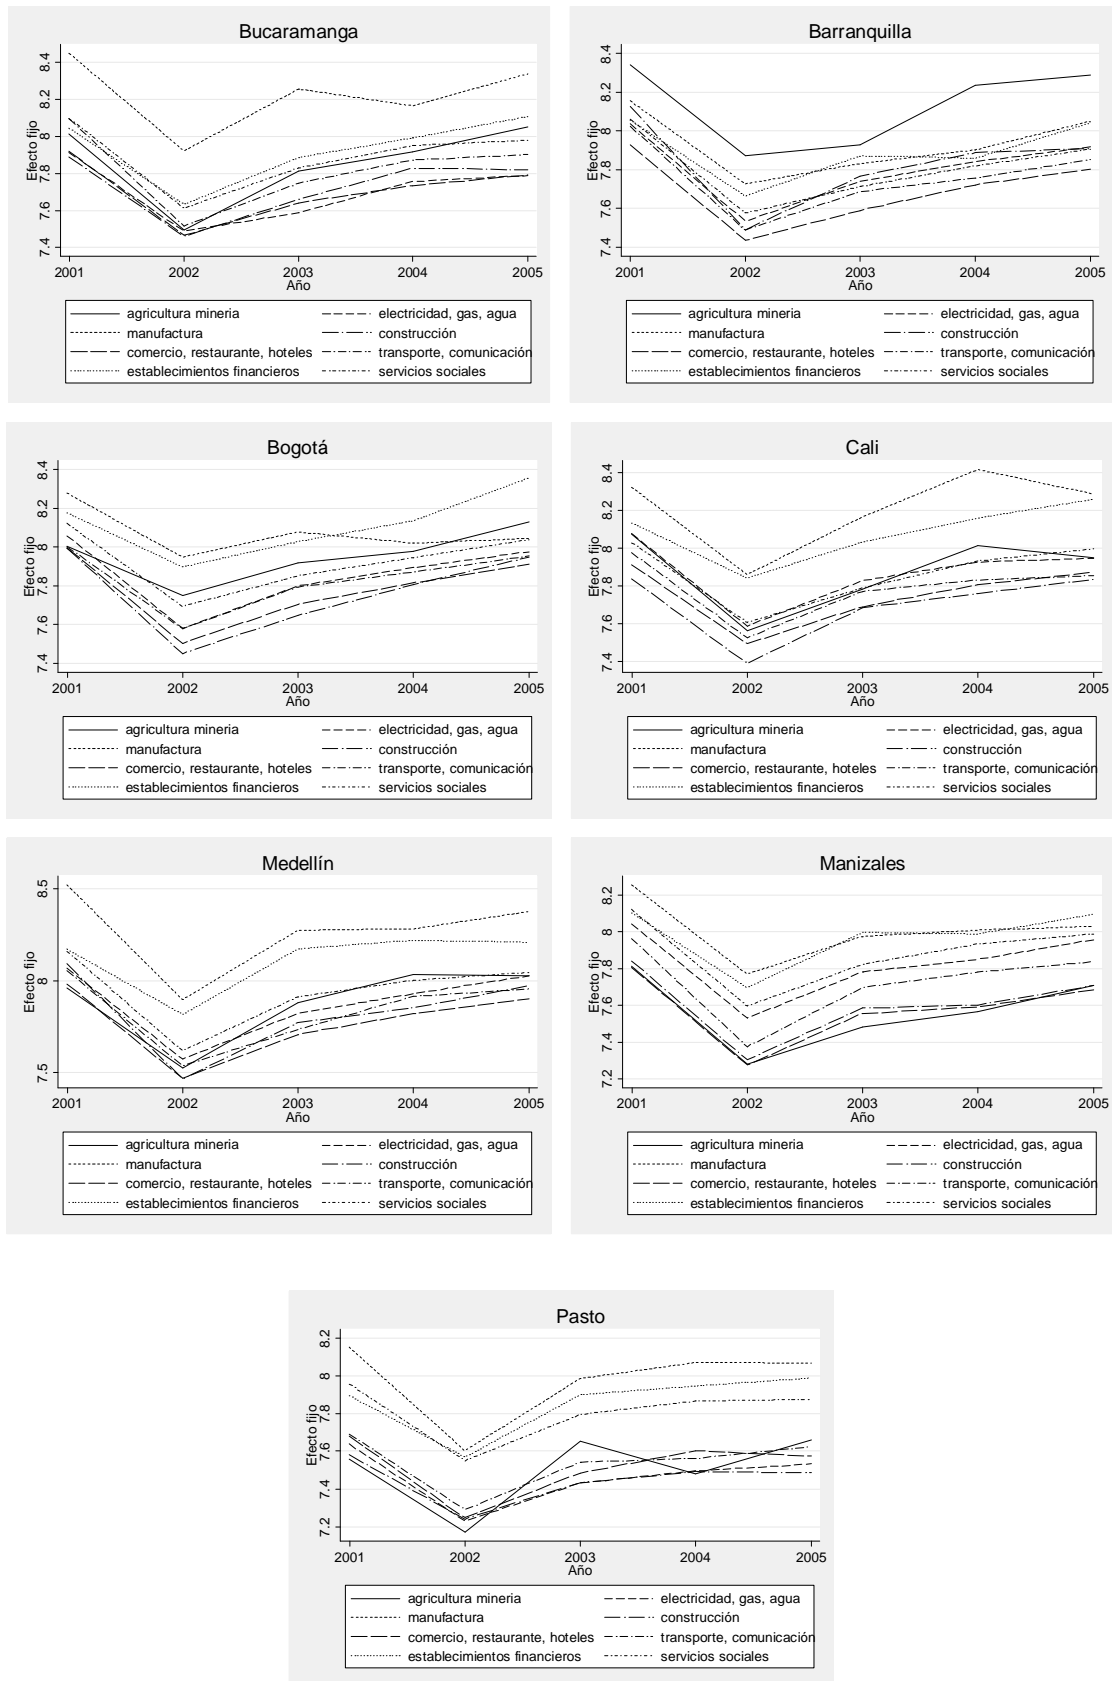 Bucaramanga
Efecto fijo
8.4
8.2
8
7.8
7.6
7.4
2001 2002 2003 2004 2005
Año
agricultura mineria electricidad, gas, agua
manufactura construcción
comercio, restaurante, hoteles transporte, comunicación
establecimientos financieros servicios sociales
Barranquilla
Efecto fijo
8.4
8.2
8
7.8
7.6
7.4
2001 2002 2003 2004 2005
Año
agricultura mineria electricidad, gas, agua
manufactura construcción
comercio, restaurante, hoteles transporte, comunicación
establecimientos financieros servicios sociales
Bogotá
Efecto fijo
8.4
8.2
8
7.8
7.6
7.4
2001 2002 2003 2004 2005
Año
agricultura mineria electricidad, gas, agua
manufactura construcción
comercio, restaurante, hoteles transporte, comunicación
establecimientos financieros servicios sociales
Cali
Efecto fijo
8.4
8.2
8
7.8
7.6
7.4
2001 2002 2003 2004 2005
Año
agricultura mineria electricidad, gas, agua
manufactura construcción
comercio, restaurante, hoteles transporte, comunicación
establecimientos financieros servicios sociales
Medellín
Efecto fijo
8.5
8
7.5
2001 2002 2003 2004 2005
Año
agricultura mineria electricidad, gas, agua
manufactura construcción
comercio, restaurante, hoteles transporte, comunicación
establecimientos financieros servicios sociales
Manizales
Efecto fijo
8.2
8
7.8
7.6
7.4
7.2
2001 2002 2003 2004 2005
Año
agricultura mineria electricidad, gas, agua
manufactura construcción
comercio, restaurante, hoteles transporte, comunicación
establecimientos financieros servicios sociales
Pasto
Efecto fijo
8.2
8
7.8
7.6
7.4
7.2
2001 2002 2003 2004 2005
Año
agricultura mineria electricidad, gas, agua
manufactura construcción
comercio, restaurante, hoteles transporte, comunicación
establecimientos financieros servicios sociales